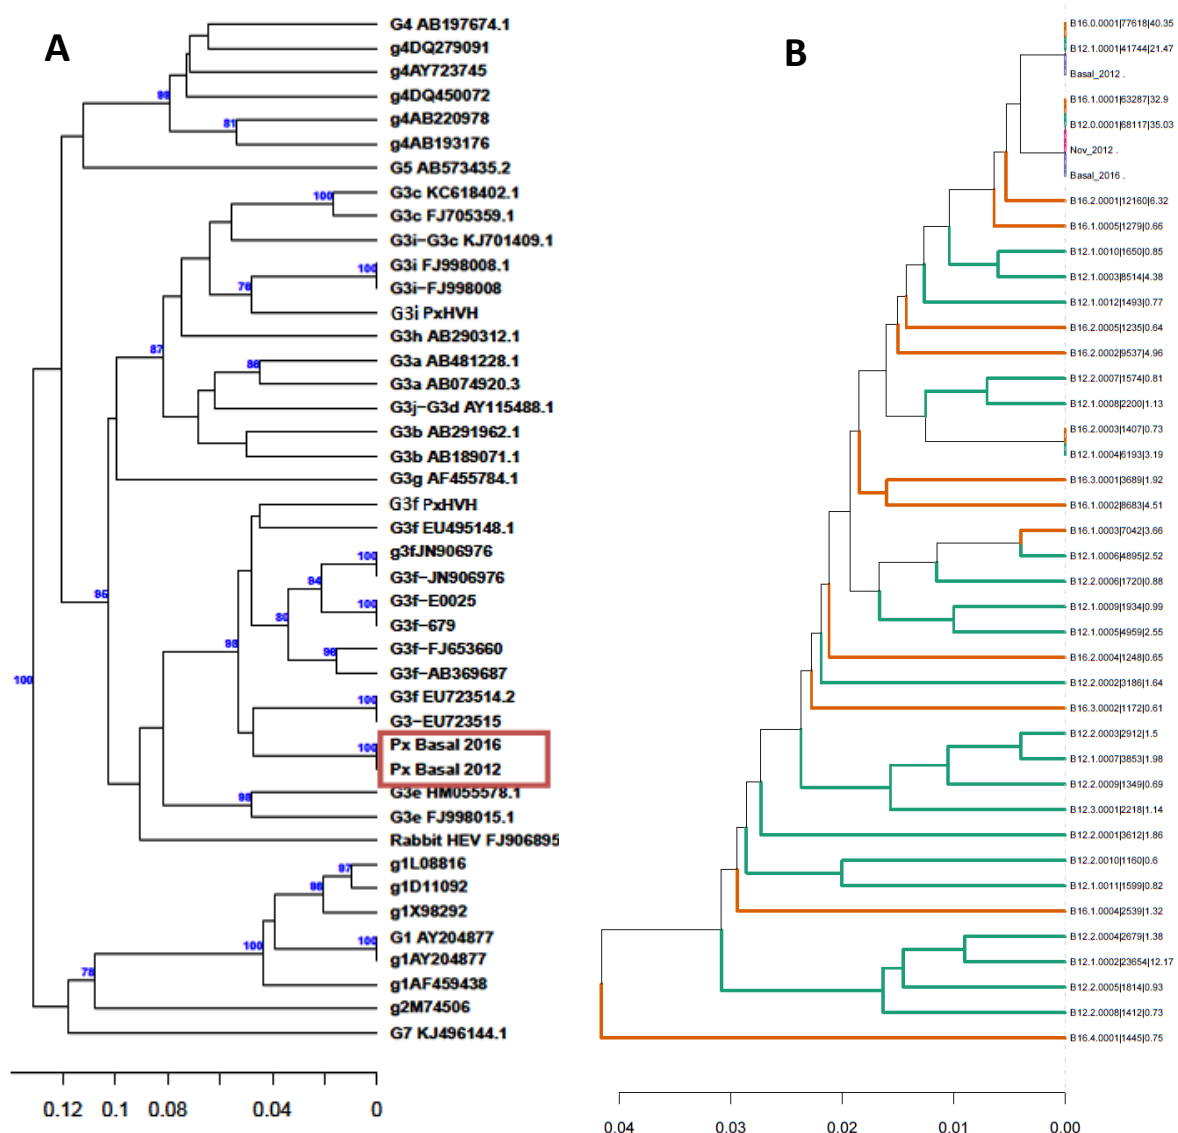 A
G4 AB197674.1
g4DQ279091
g4AY723745
g4DQ450072
g4AB220978
g4AB193176
G5 AB573435.2
G3c KC618402.1
G3c FJ705359.1
G3i-G3c KJ701409.1
G3i FJ998008.1
G3i-FJ998008
G3i PxHVH
G3h AB290312.1
G3a AB481228.1
G3a AB074920.3
G3j-G3d AY115488.1
G3b AB291962.1
G3b AB189071.1
G3g AF455784.1
G3f PxHVH
G3f EU495148.1
g3fJN906976
G3f-JN906976
G3f-E0025
G3f-679
G3f-FJ653660
G3f-AB369687
G3f EU723514.2
G3-EU723515
Px Basal 2016
Px Basal 2012
G3e HM055578.1
G3e FJ998015.1
Rabbit HEV FJ906895
g1L08816
g1D11092
g1X98292
G1 AY204877
g1AY204877
g1AF459438
g2M74506
G7 KJ496144.1
81
100
100
76
87
100
94
100
95
100
100
100
97
100
100
78
0.12 0.1 0.08 0.04 0
B
B16.0.0001|77618|40.35
B12.1.0001|41744|21.47
Basal_2012 .
B16.1.0001|63287|32.9
B12.0.0001|68117|35.03
Nov_2012 .
Basal_2016 .
B16.2.0001|12160|6.32
B16.1.0005|1279|0.66
B12.1.0010|1650|0.85
B12.1.0003|8514|4.38
B12.1.0012|1493|0.77
B16.2.0005|1235|0.64
B16.2.0002|9537|4.96
B12.2.0007|1574|0.81
B12.1.0008|2200|1.13
B16.2.0003|1407|0.73
B12.1.0004|6193|3.19
B16.3.0001|3689|1.92
B16.1.0002|8683|4.51
B16.1.0003|7042|3.66
B12.1.0006|4895|2.52
B12.2.0006|1720|0.88
B12.1.0009|1934|0.99
B12.1.0005|4959|2.55
B16.2.0004|1248|0.65
B12.2.0002|3186|1.64
B16.3.0002|1172|0.61
B12.2.0003|2912|1.5
B12.1.0007|3853|1.98
B12.2.0009|1349|0.69
B12.3.0001|2218|1.14
B12.2.0001|3612|1.86
B12.2.0010|1160|0.6
B12.1.0011|1599|0.82
B16.1.0004|2539|1.32
B12.2.0004|2679|1.38
B12.1.0002|23654|12.17
B12.2.0005|1814|0.93
B12.2.0008|1412|0.73
B16.4.0001|1445|0.75
0.04 0.03 0.02 0.01 0.00